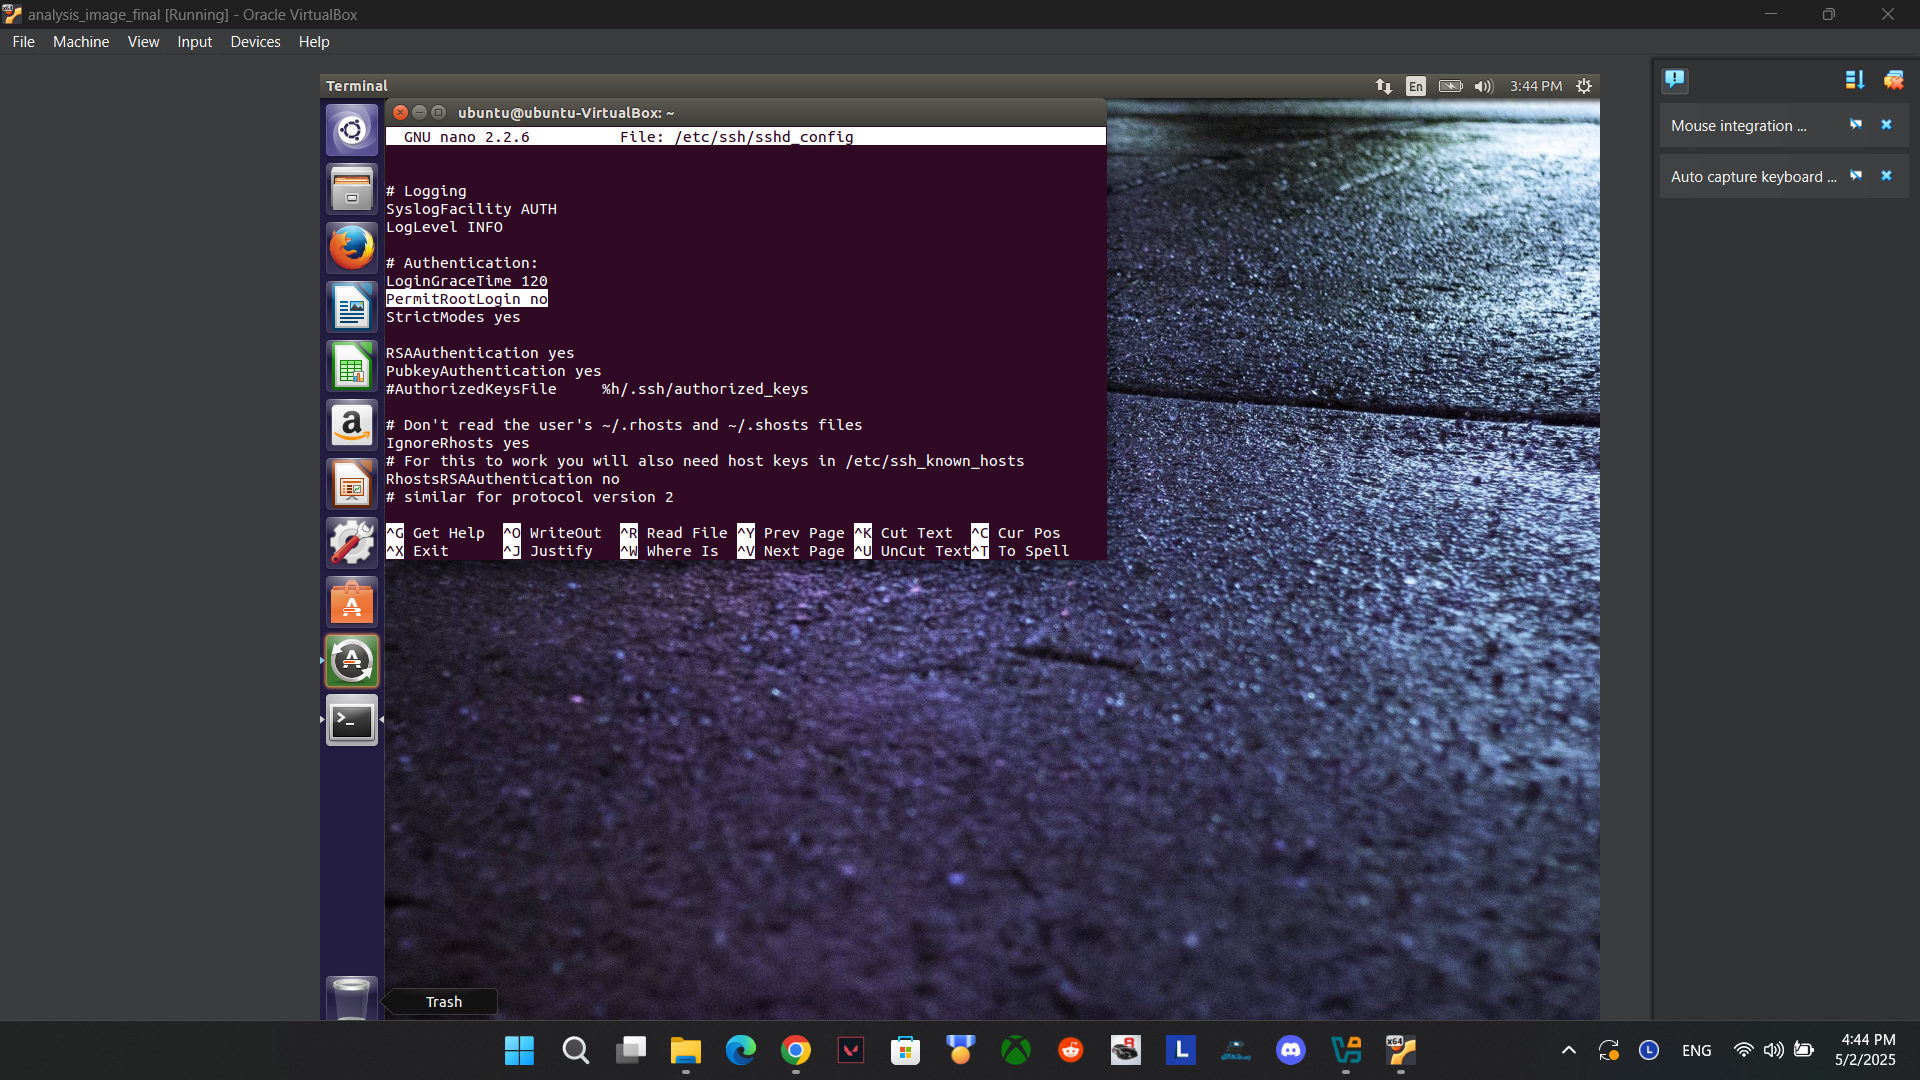 analysis_image_final [Running] - Oracle VirtualBox
File Machine View Input Devices Help
Terminal
En
3:44 PM
ubuntu@ubuntu-VirtualBox: ~
GNU nano 2.2.6 File: /etc/ssh/sshd_config
# Logging
SyslogFacility AUTH
LogLevel INFO
# Authentication:
LoginGraceTime 120
PermitRootLogin no
StrictModes yes
RSAAuthentication yes
PubkeyAuthentication yes
#AuthorizedKeysFile %h/.ssh/authorized_keys
# Don't read the user's ~/.rhosts and ~/.shosts files
IgnoreRhosts yes
# For this to work you will also need host keys in /etc/ssh_known_hosts
RhostsRSAAuthentication no
# similar for protocol version 2
^G Get Help ^O WriteOut ^R Read File ^Y Prev Page ^K Cut Text ^C Cur Pos
^X Exit ^J Justify ^W Where Is ^V Next Page ^U UnCut Text^T To Spell
Mouse integration ...
Auto capture keyboard ...
Trash
ENG
4:44 PM
5/2/2025